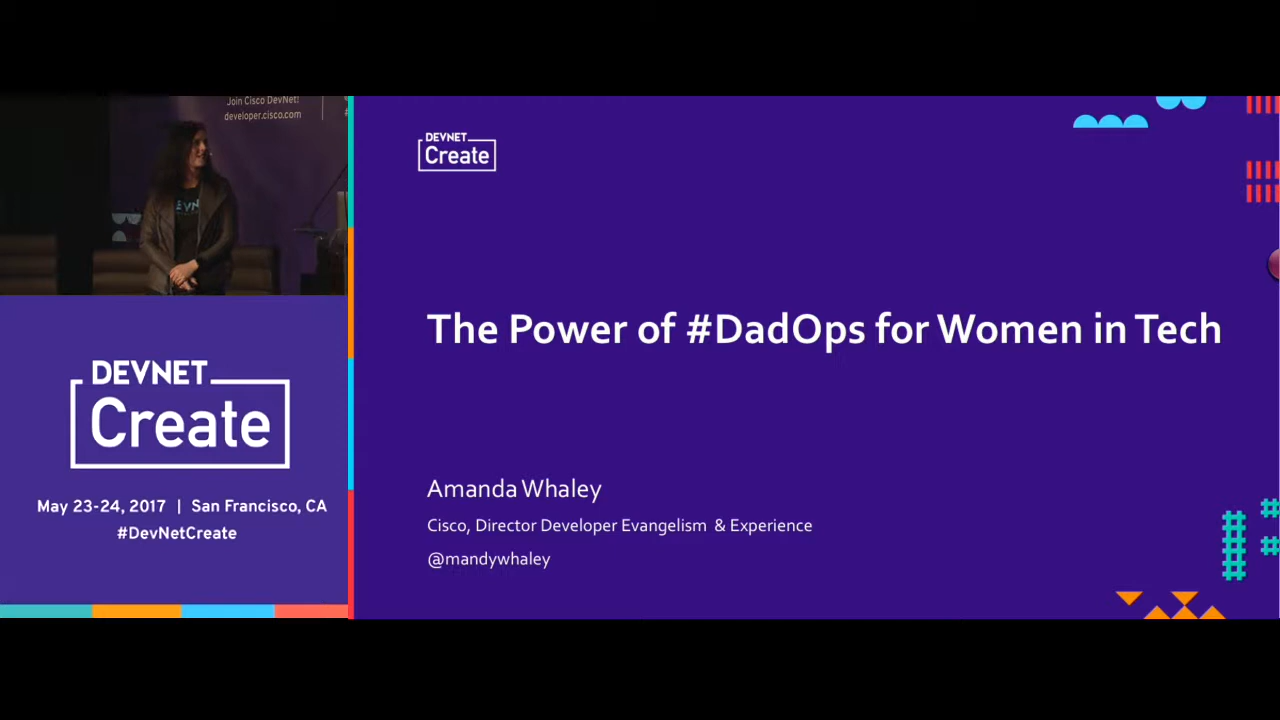 Join Cisco DevNet!
developer.cisco.com
DEVNET
Create
May 23-24, 2017 | San Francisco, CA
#DevNetCreate
DEVNET
Create
The Power of #DadOps for Women in Tech
Amanda Whaley
Cisco, Director Developer Evangelism & Experience
@mandywhaley